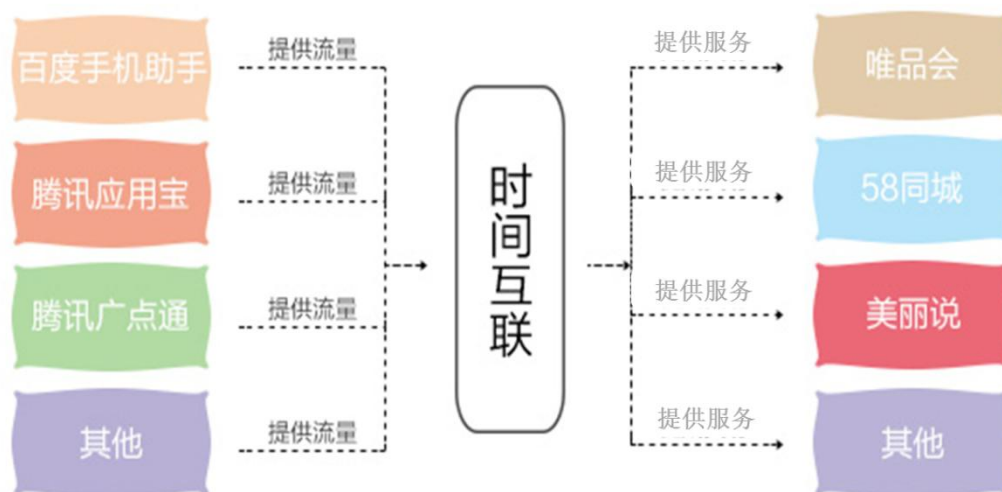 百度手机助手
提供流量
提供服务
唯品会
腾讯应用宝
提供流量
提供服务
58同城
时间互联
腾讯广点通
提供流量
提供服务
美丽说
其他
提供流量
提供服务
其他